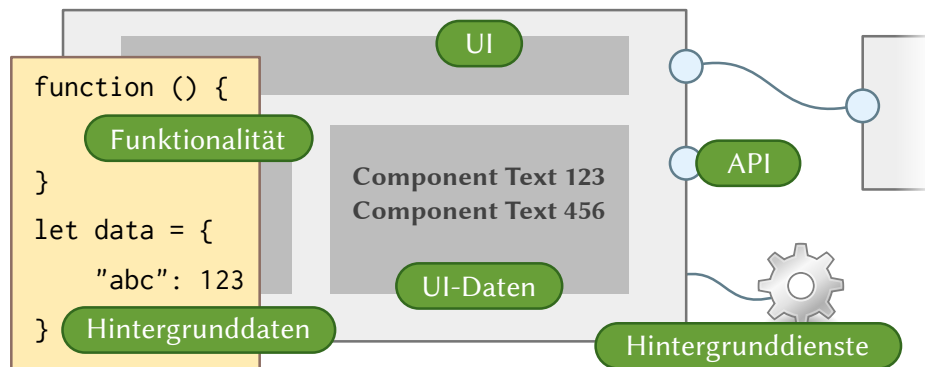 UI
function () {
Funktionalität
}
let data = {
"abc": 123
}
Hintergrunddaten
Component Text 123
Component Text 456
UI-Daten
API
Hintergrunddienste